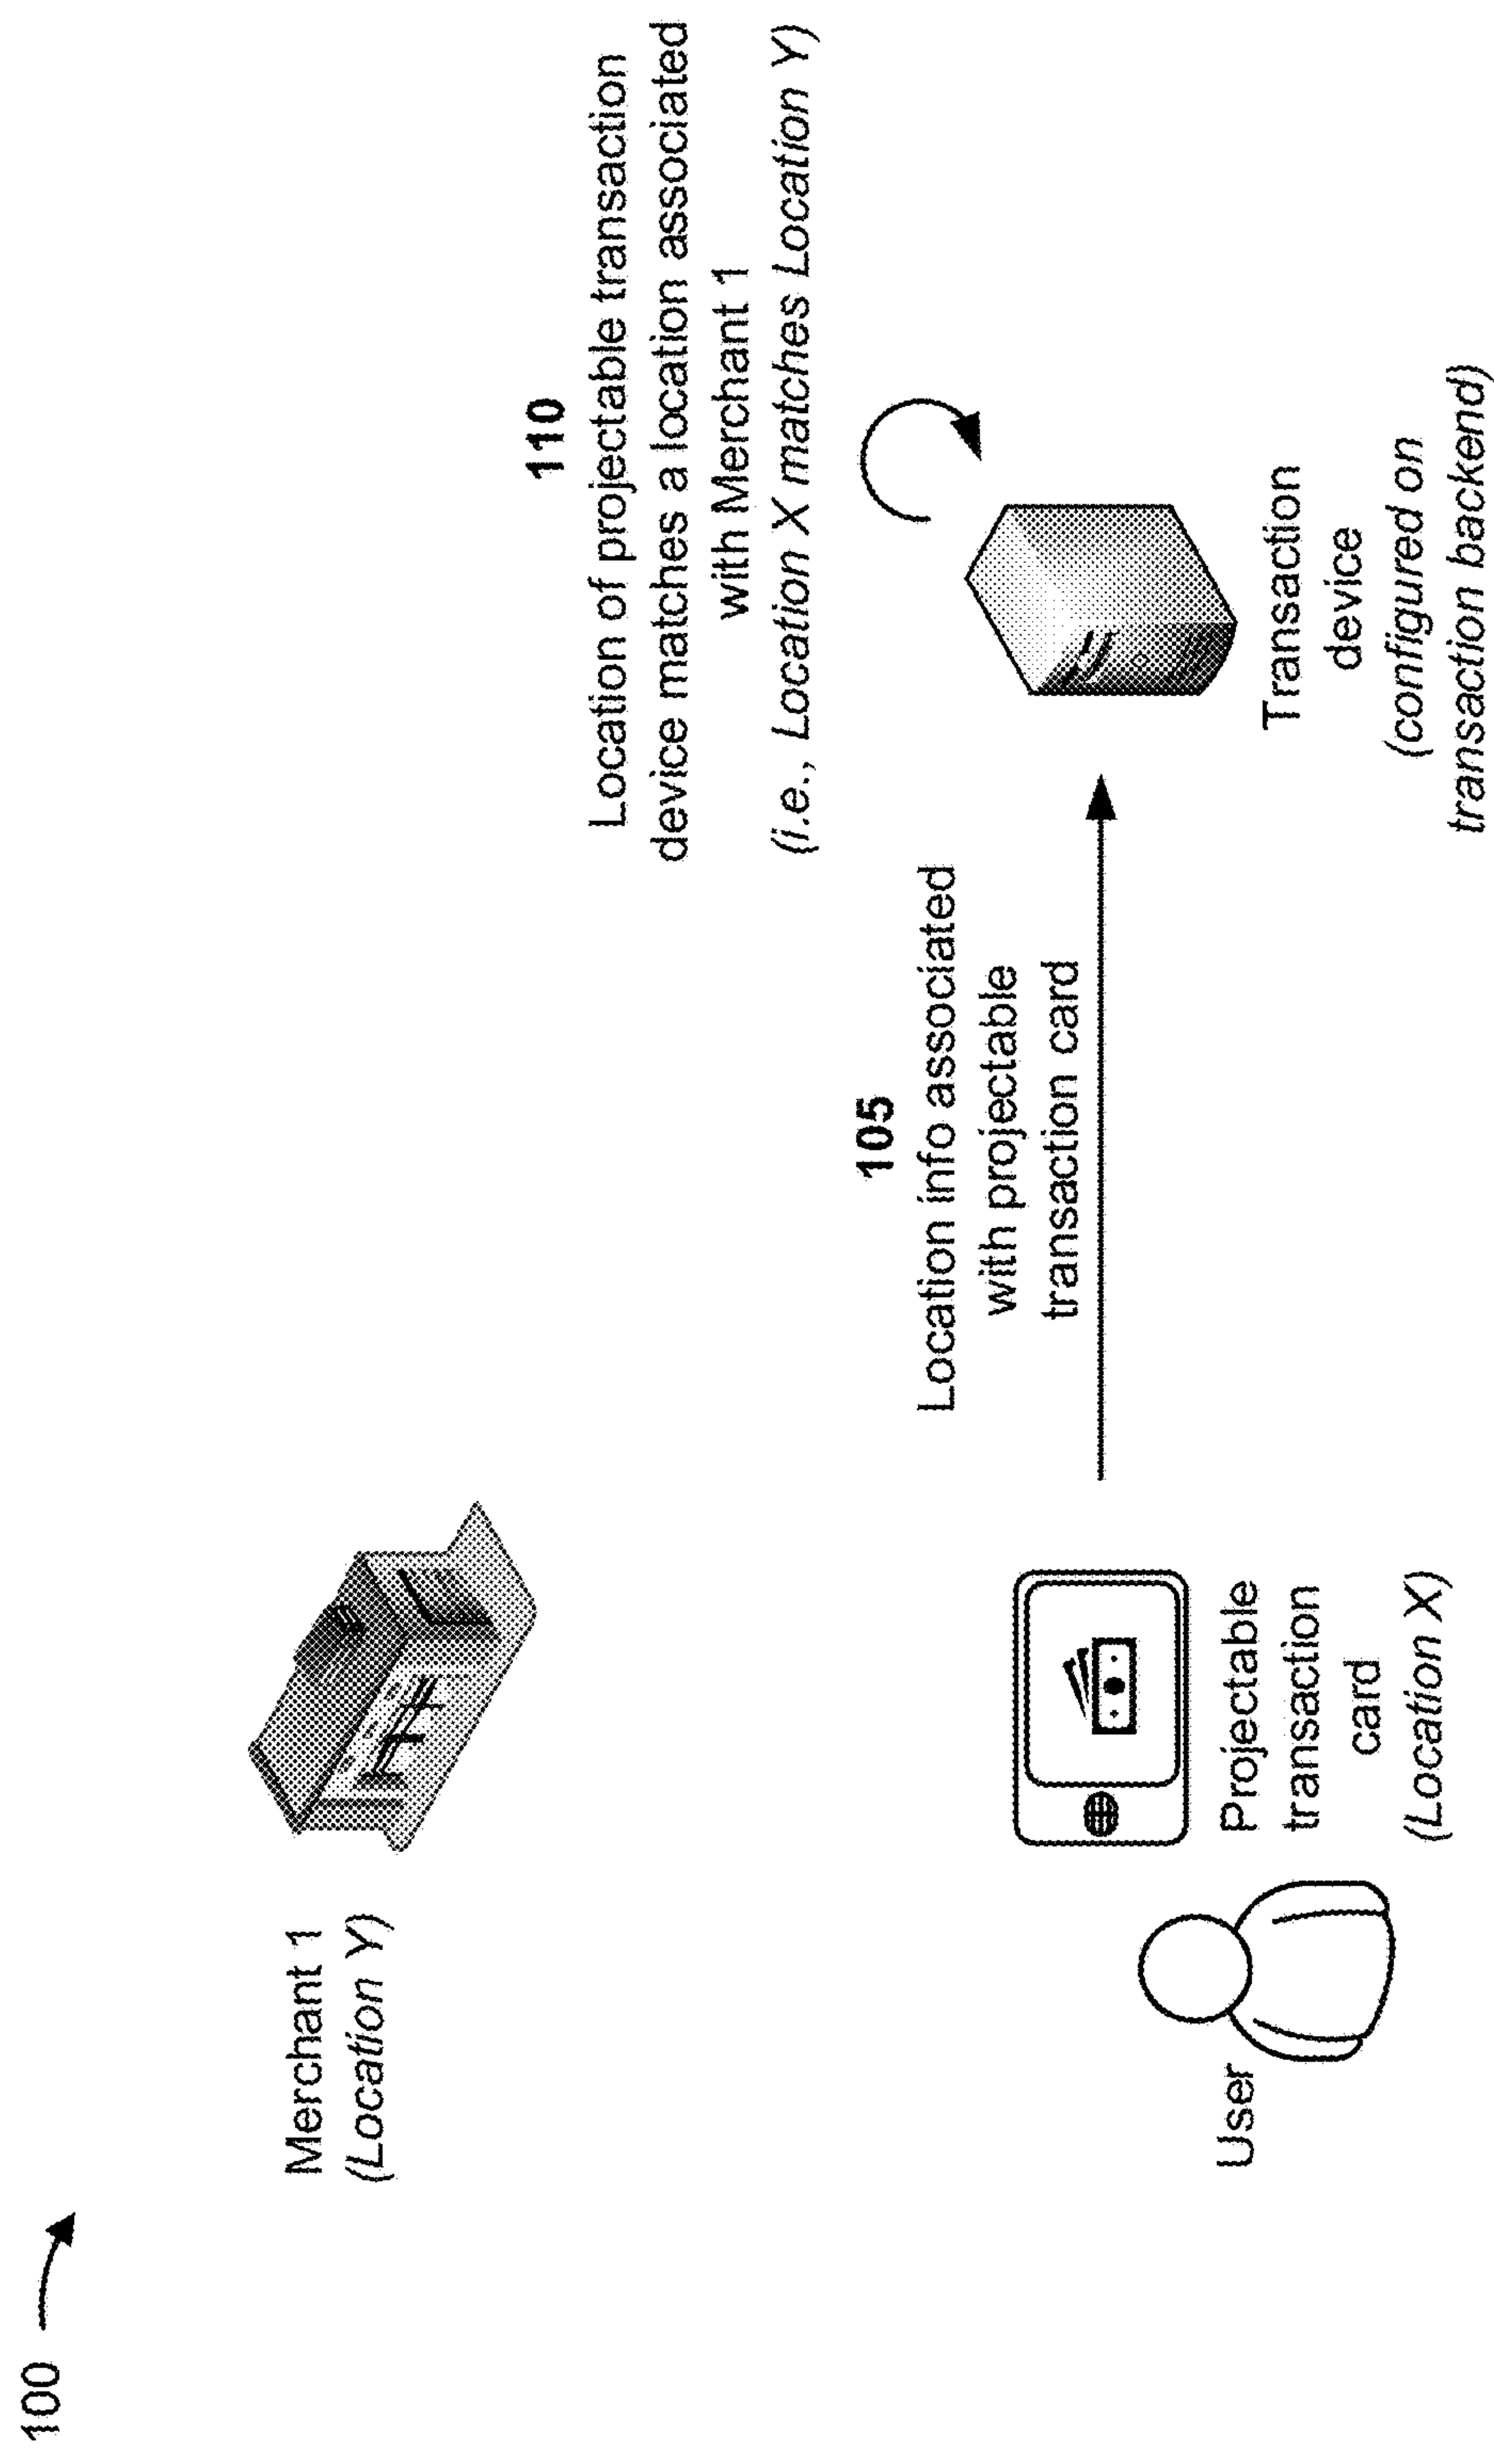 100
Merchant 1
(Location Y)
User
Projectable
transaction
card
(Location X)
105
Location info associated
with projectable
transaction card
110
Location of projectable transaction
device matches a location associated
with Merchant 1
(i.e., Location X matches Location Y)
Transaction
device
(configured on
transaction backend)